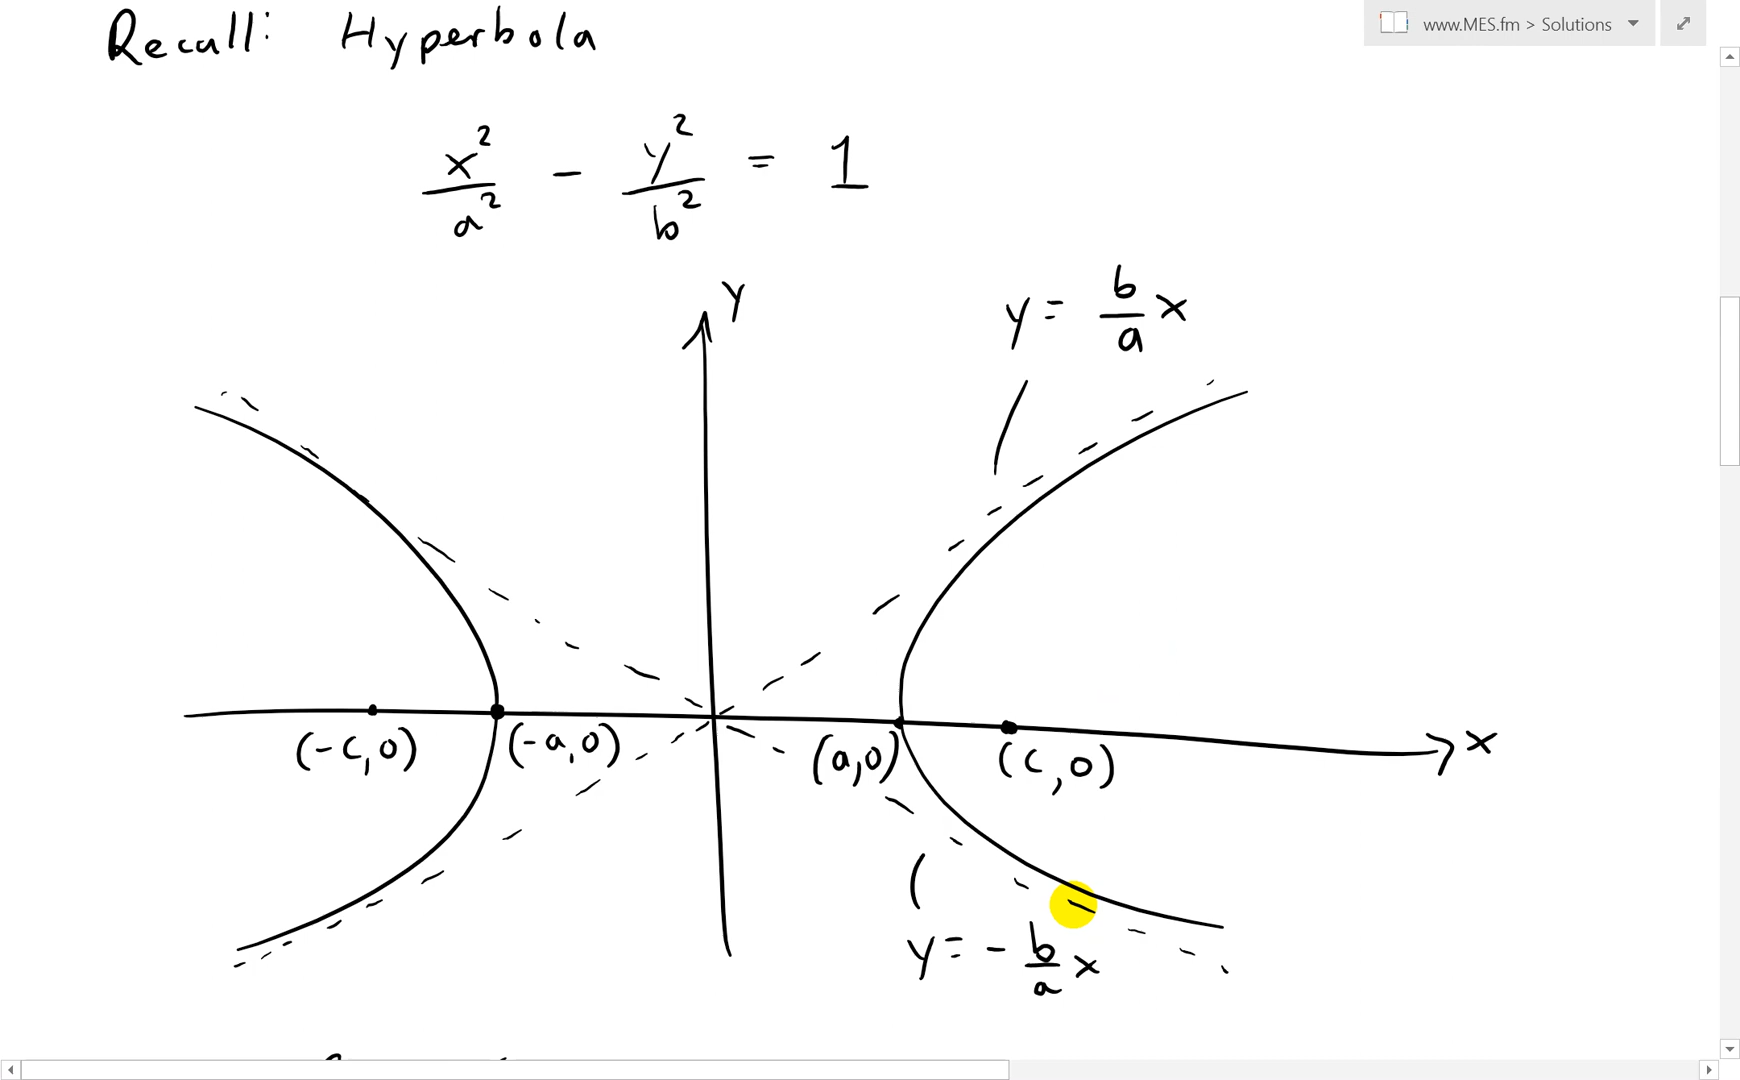 www.MES.fm > Solutions
Recall: Hyperbola
x²/a² - y²/b² = 1
y
y = b/a x
x
(-c,0) (-a,0) (a,0) (c,0)
y = - b/a x